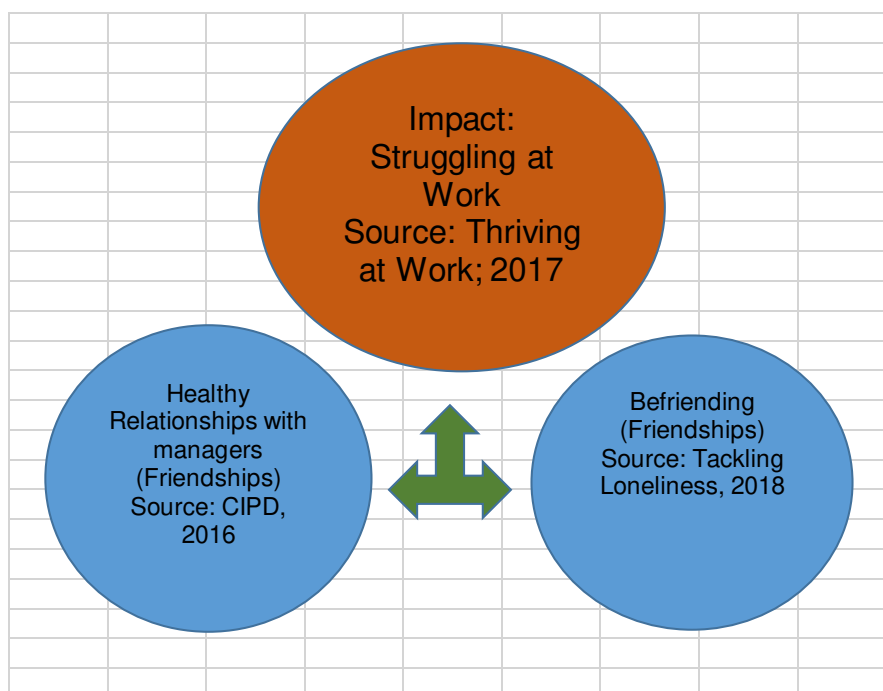 Impact:
Struggling at
Work
Source: Thriving
at Work; 2017
Healthy
Relationships with
managers
(Friendships)
Source: CIPD,
2016
Befriending
(Friendships)
Source: Tackling
Loneliness, 2018